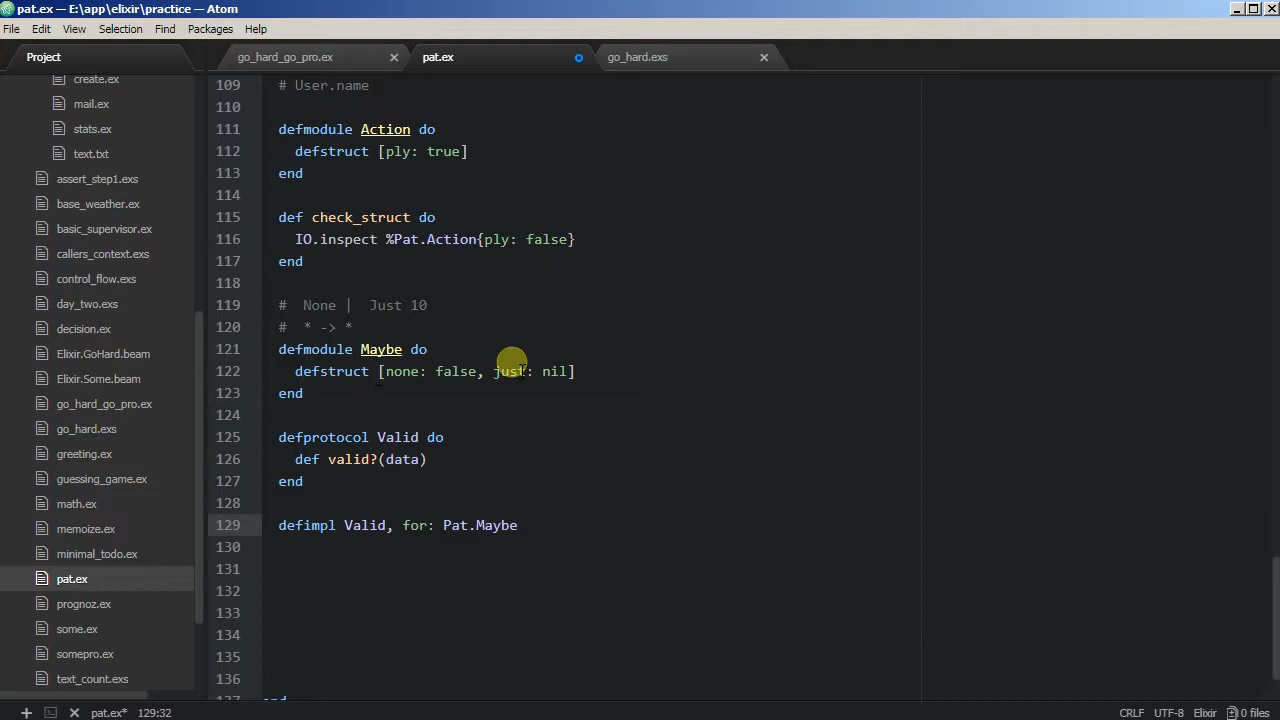 pat.ex — E:\app\elixir\practice — Atom
File Edit View Selection Find Packages Help
Project
go_hard_go_pro.ex
pat.ex
go_hard.exs
create.ex
mail.ex
stats.ex
text.txt
assert_step1.exs
base_weather.ex
basic_supervisor.ex
callers_context.exs
control_flow.exs
day_two.exs
decision.ex
Elixir.GoHard.beam
Elixir.Some.beam
go_hard_go_pro.ex
go_hard.exs
greeting.ex
guessing_game.ex
math.ex
memoize.ex
minimal_todo.ex
pat.ex
prognoz.ex
some.ex
somepro.ex
text_count.exs
109 # User.name
110
111 defmodule Action do
112 defstruct [ply: true]
113 end
114
115 def check_struct do
116 IO.inspect %Pat.Action{ply: false}
117 end
118
119 # None | Just 10
120 # * -> *
121 defmodule Maybe do
122 defstruct [none: false, just: nil]
123 end
124
125 defprotocol Valid do
126 def valid?(data)
127 end
128
129 defimpl Valid, for: Pat.Maybe
130
131
132
133
134
135
136
137 end
pat.ex* 129:32
CRLF UTF-8 Elixir 0 files